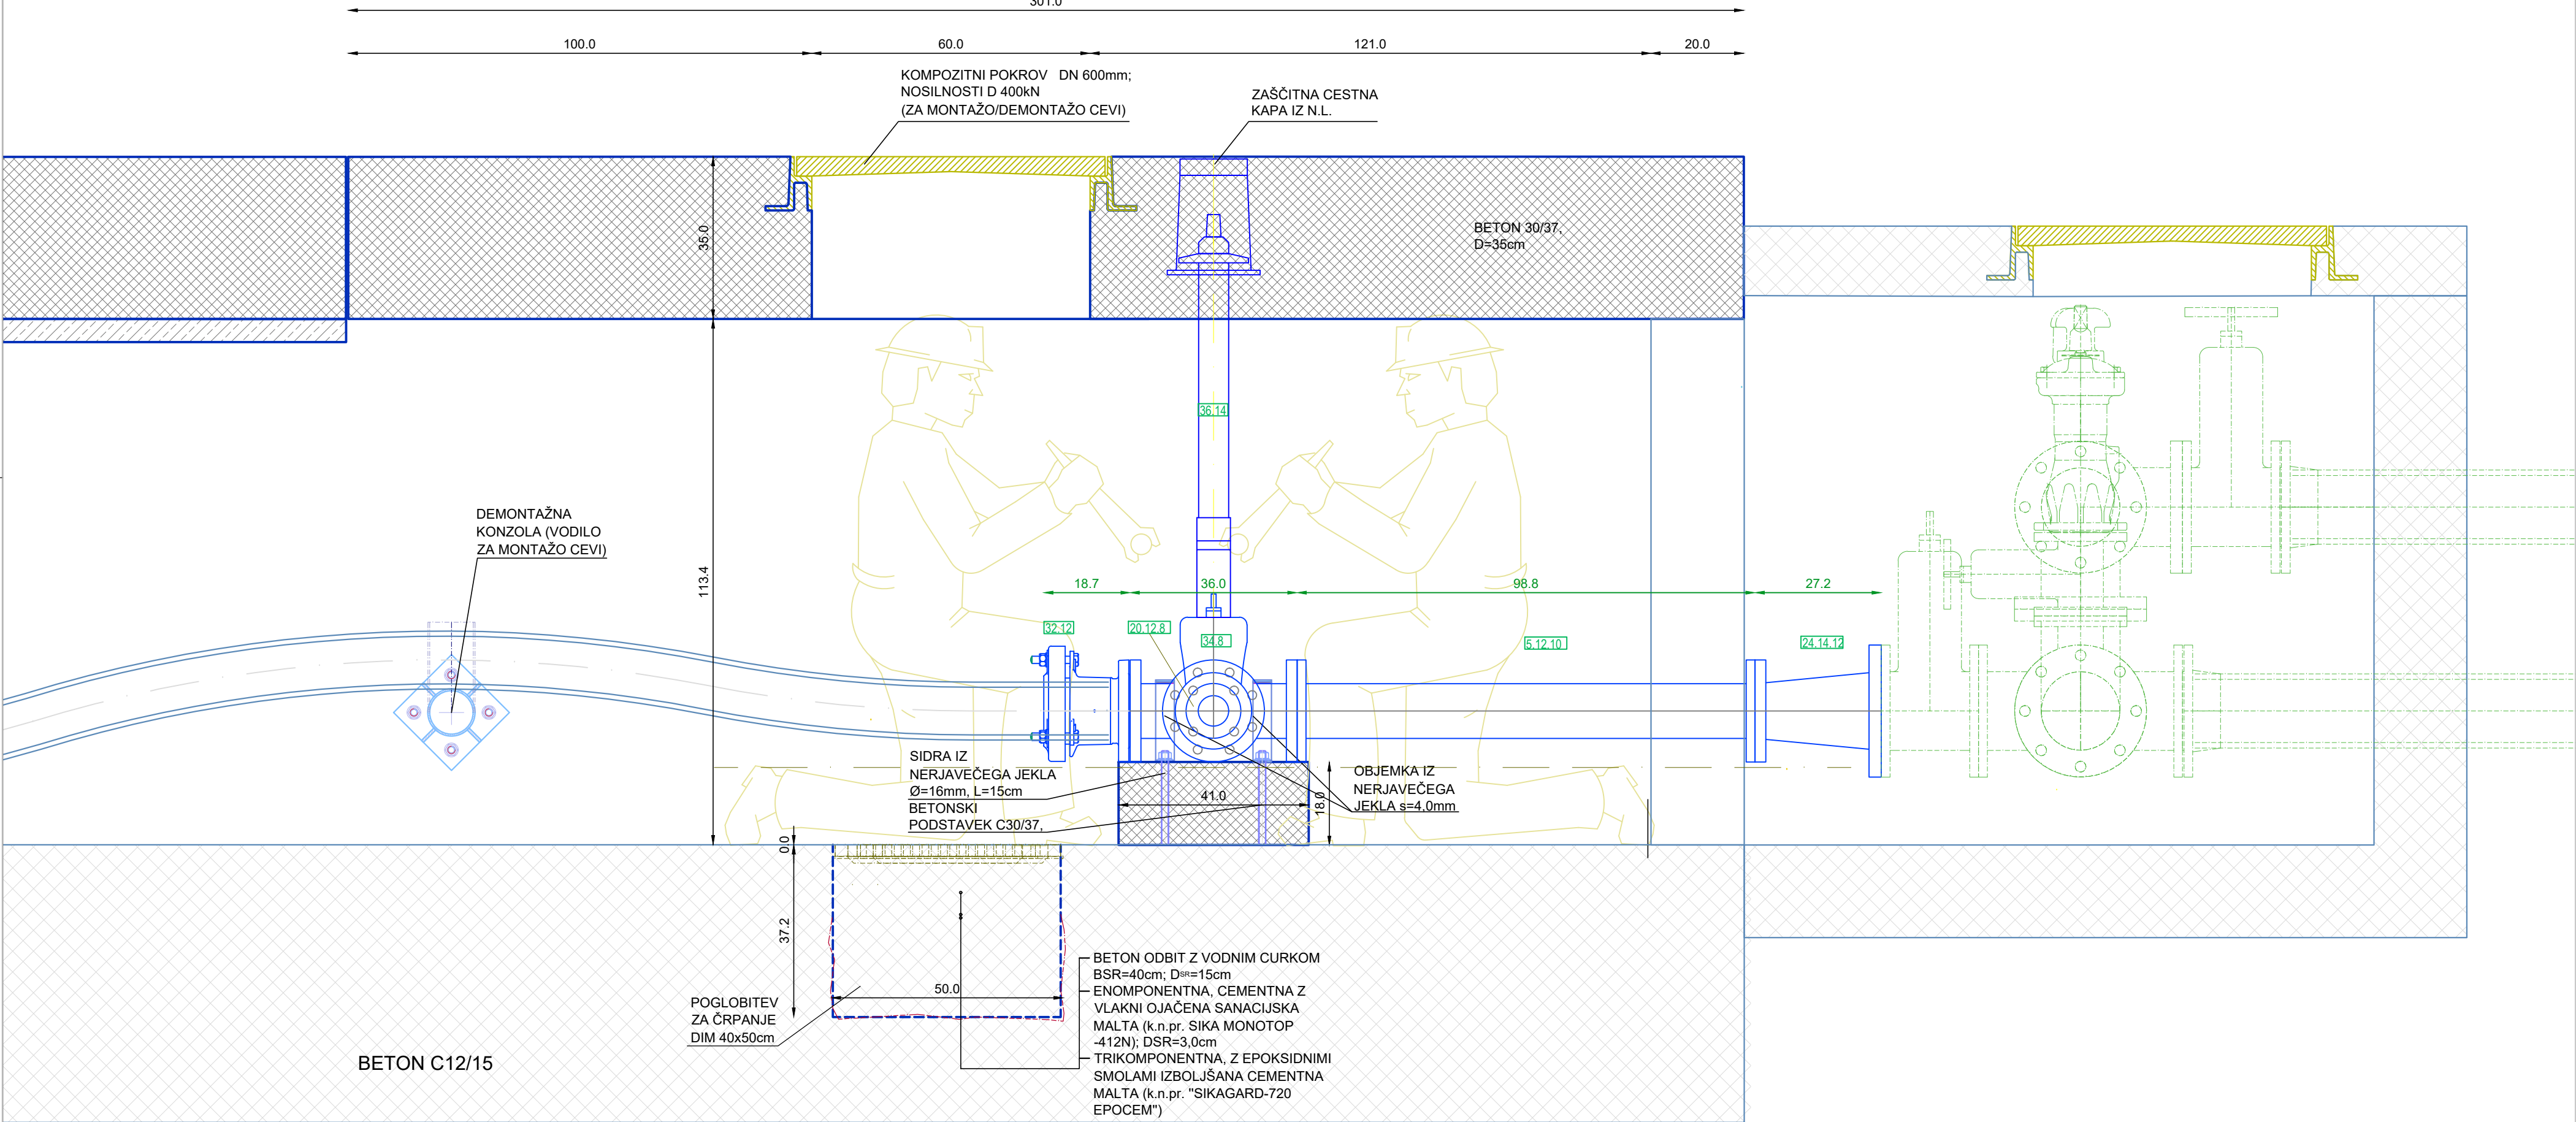 301.0
100.0
60.0
121.0
20.0
KOMPOZITNI POKROV DN 600mm;
NOSILNOSTI D 400kN
(ZA MONTAŽO/DEMONTAŽO CEVI)
ZAŠČITNA CESTNA
KAPA IZ N.L.
35.0
BETON 30/37,
D=35cm
36.14
DEMONTAŽNA
KONZOLA (VODILO
ZA MONTAŽO CEVI)
113.4
18.7
36.0
98.8
27.2
32.12
20.12.8
34.8
5.12.10
24.14.12
SIDRA IZ
NERJAVEČEGA JEKLA
Ø=16mm, L=15cm
BETONSKI
PODSTAVEK C30/37,
41.0
18.0
OBJEMKA IZ
NERJAVEČEGA
JEKLA s=4,0mm
0.0
37.2
50.0
POGLOBITEV
ZA ČRPANJE
DIM 40x50cm
BETON ODBIT Z VODNIM CURKOM
BSR=40cm; DSR=15cm
ENOMPONENTNA, CEMENTNA Z
VLAKNI OJAČENA SANACIJSKA
MALTA (k.n.pr. SIKA MONOTOP
-412N); DSR=3,0cm
TRIKOMPONENTNA, Z EPOKSIDNIMI
SMOLAMI IZBOLJŠANA CEMENTNA
MALTA (k.n.pr. "SIKAGARD-720
EPOCEM")
BETON C12/15